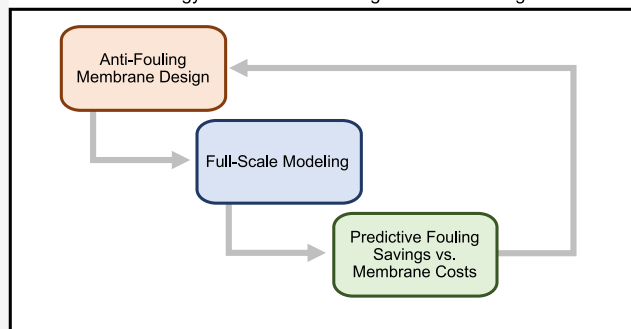 Anti-Fouling
Membrane Design
Full-Scale Modeling
Predictive Fouling
Savings vs.
Membrane Costs